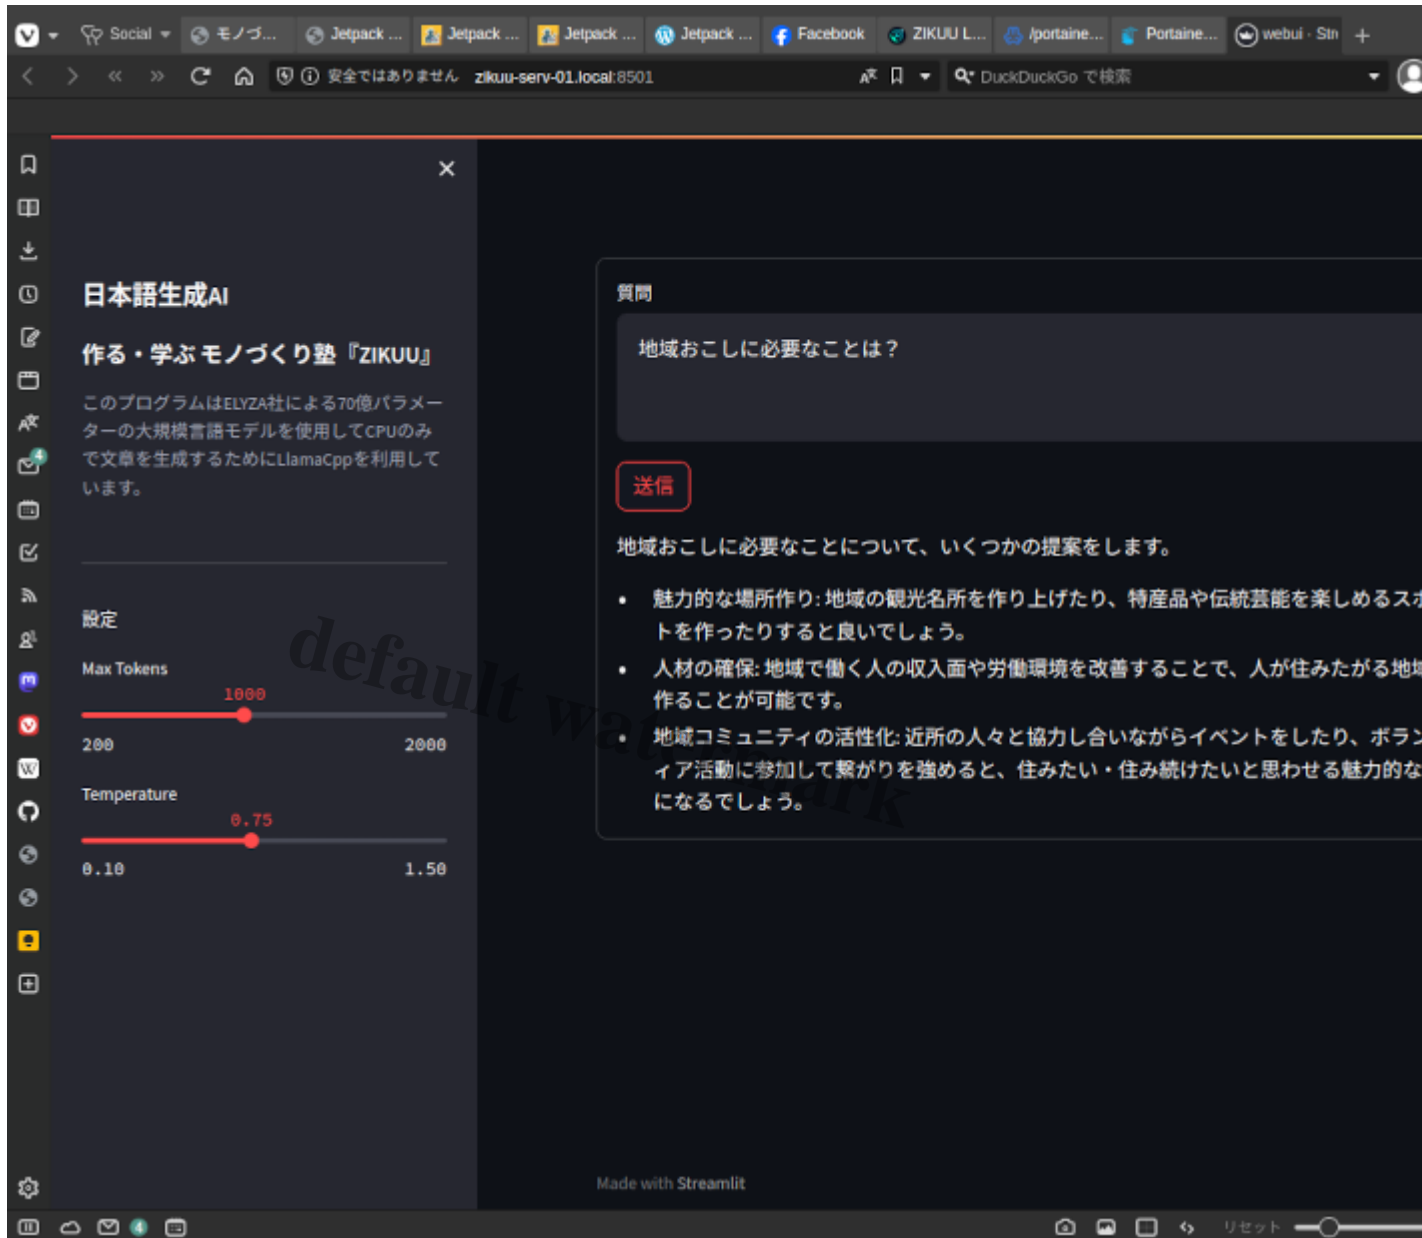 Social
モノづ...
Jetpack ...
Jetpack ...
Jetpack ...
Jetpack ...
Facebook
ZIKUU L...
/portaine...
Portaine...
webui · Str
安全ではありません zikuu-serv-01.local:8501
DuckDuckGo で検索
日本語生成AI
作る・学ぶ モノづくり塾『ZIKUU』
このプログラムはELYZA社による70億パラメー
ターの大規模言語モデルを使用してCPUのみ
で文章を生成するためにLlamaCppを利用して
います。
設定
Max Tokens
1000
200 2000
Temperature
0.75
0.10 1.50
質問
地域おこしに必要なことは？
送信
地域おこしに必要なことについて、いくつかの提案をします。
• 魅力的な場所作り: 地域の観光名所を作り上げたり、特産品や伝統芸能を楽しめるスポ
トを作ったりすると良いでしょう。
• 人材の確保: 地域で働く人の収入面や労働環境を改善することで、人が住みたがる地域
作ることが可能です。
• 地域コミュニティの活性化: 近所の人々と協力し合いながらイベントをしたり、ボラン
ィア活動に参加して繋がりを強めると、住みたい・住み続けたいと思わせる魅力的な
になるでしょう。
default watermark
Made with Streamlit
4
4
リセット